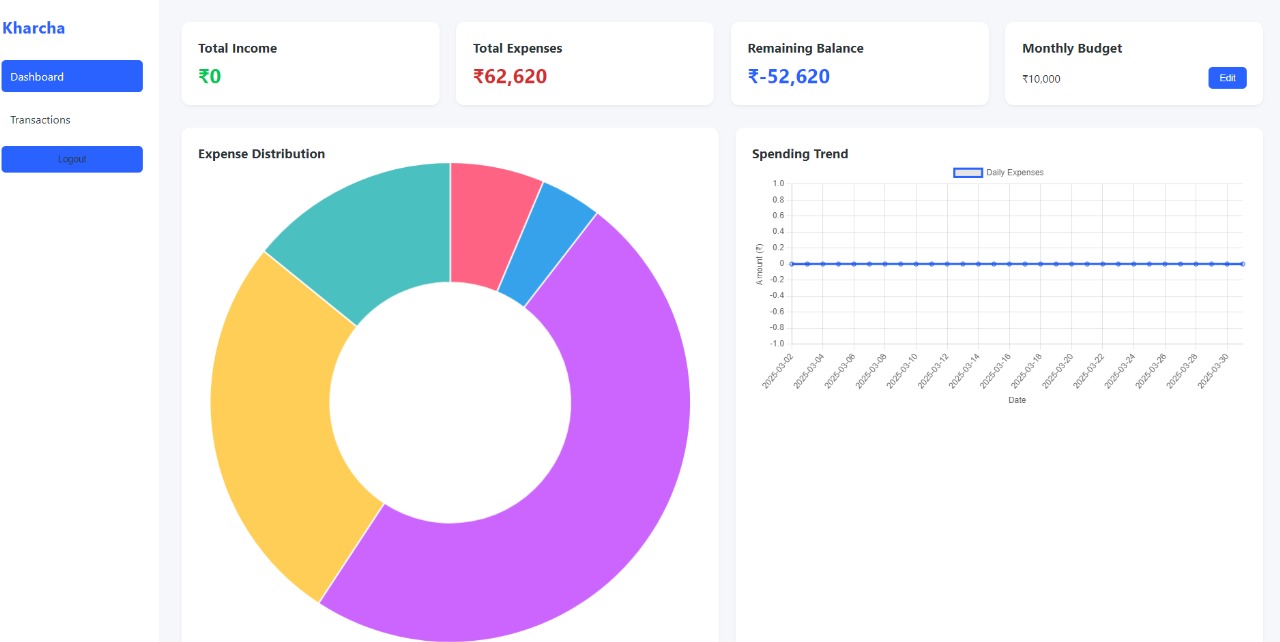 Kharcha
Dashboard
Transactions
Logout
Total Income
₹0
Total Expenses
₹62,620
Remaining Balance
₹-52,620
Monthly Budget
₹10,000
Edit
Expense Distribution
Spending Trend
Daily Expenses
1.0
0.8
0.6
0.4
0.2
0
-0.2
-0.4
-0.6
-0.8
-1.0
Amount (₹)
2025-03-02
2025-03-04
2025-03-06
2025-03-08
2025-03-10
2025-03-12
2025-03-14
2025-03-16
2025-03-18
2025-03-20
2025-03-22
2025-03-24
2025-03-26
2025-03-28
2025-03-30
Date